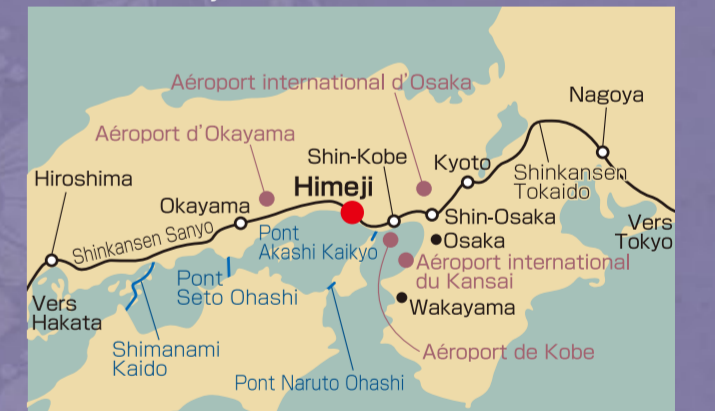 Aéroport international d'Osaka
Nagoya
Aéroport d'Okayama
Shin-Kobe
Kyoto
Hiroshima
Himeji
Shinkansen
Tokaido
Okayama
Shin-Osaka
Vers
Tokyo
Shinkansen Sanyo
Pont
Akashi Kaikyo
Osaka
Aéroport international
du Kansai
Pont
Seto Ohashi
Vers
Hakata
Wakayama
Shimanami
Kaido
Aéroport de Kobe
Pont Naruto Ohashi